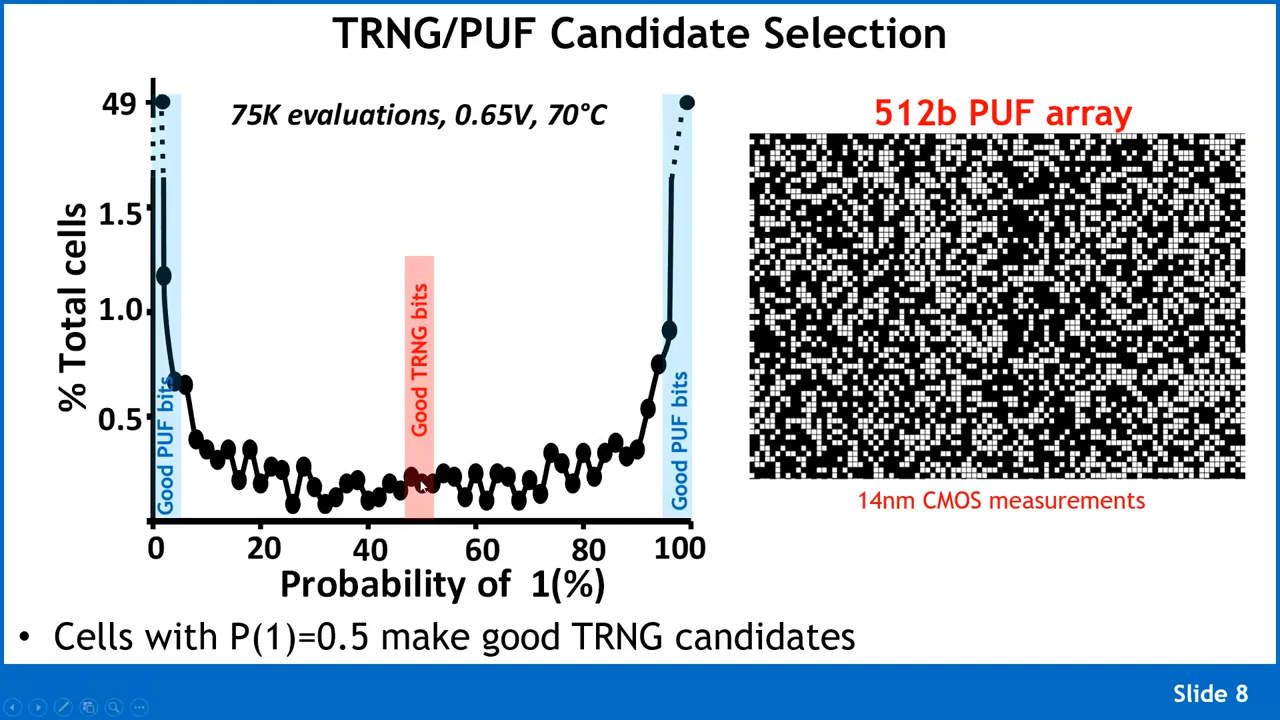 TRNG/PUF Candidate Selection
75K evaluations, 0.65V, 70°C
512b PUF array
49
1.5
1.0
0.5
% Total cells
Good PUF bits
Good TRNG bits
Good PUF bits
0 20 40 60 80 100
Probability of 1(%)
14nm CMOS measurements
• Cells with P(1)=0.5 make good TRNG candidates
Slide 8